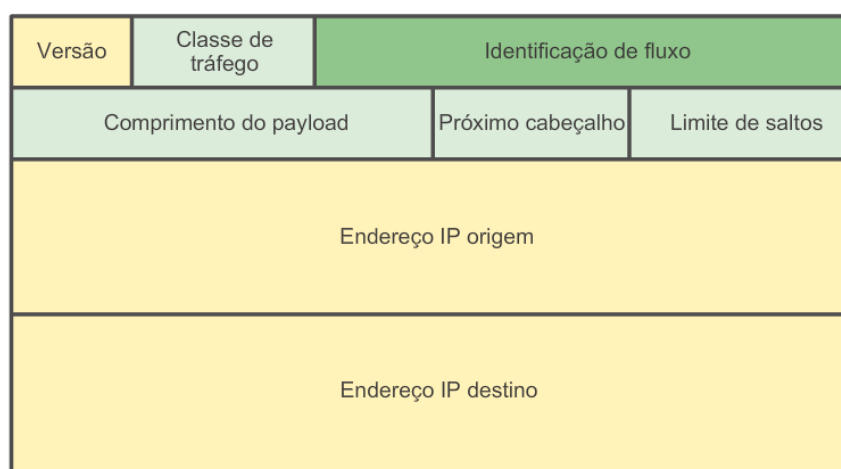 Versão
Classe de
tráfego
Identificação de fluxo
Comprimento do payload
Próximo cabeçalho
Limite de saltos
Endereço IP origem
Endereço IP destino